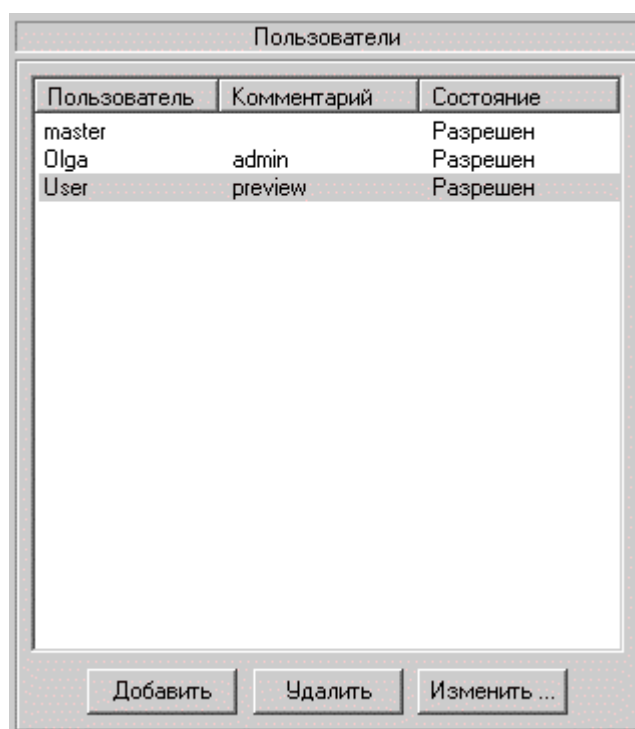 Пользователи
Пользователь Комментарий Состояние
master Разрешен
Olga admin Разрешен
User preview Разрешен
Добавить Удалить Изменить ...